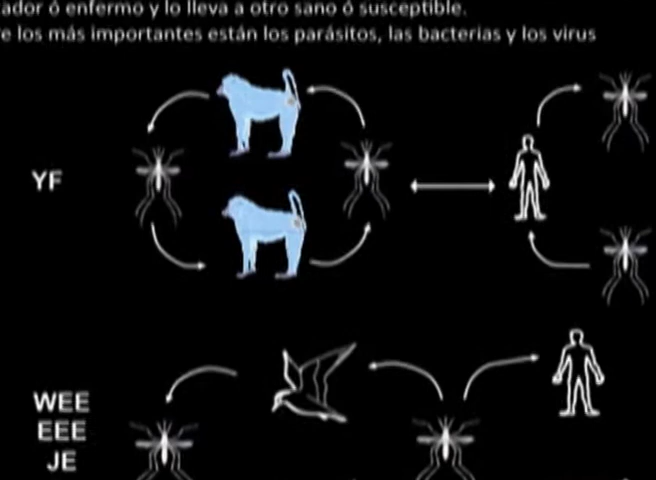 ador ó enfermo y lo lleva a otro sano ó susceptible.
e los más importantes están los parásitos, las bacterias y los virus
YF
WEE
EEE
JE